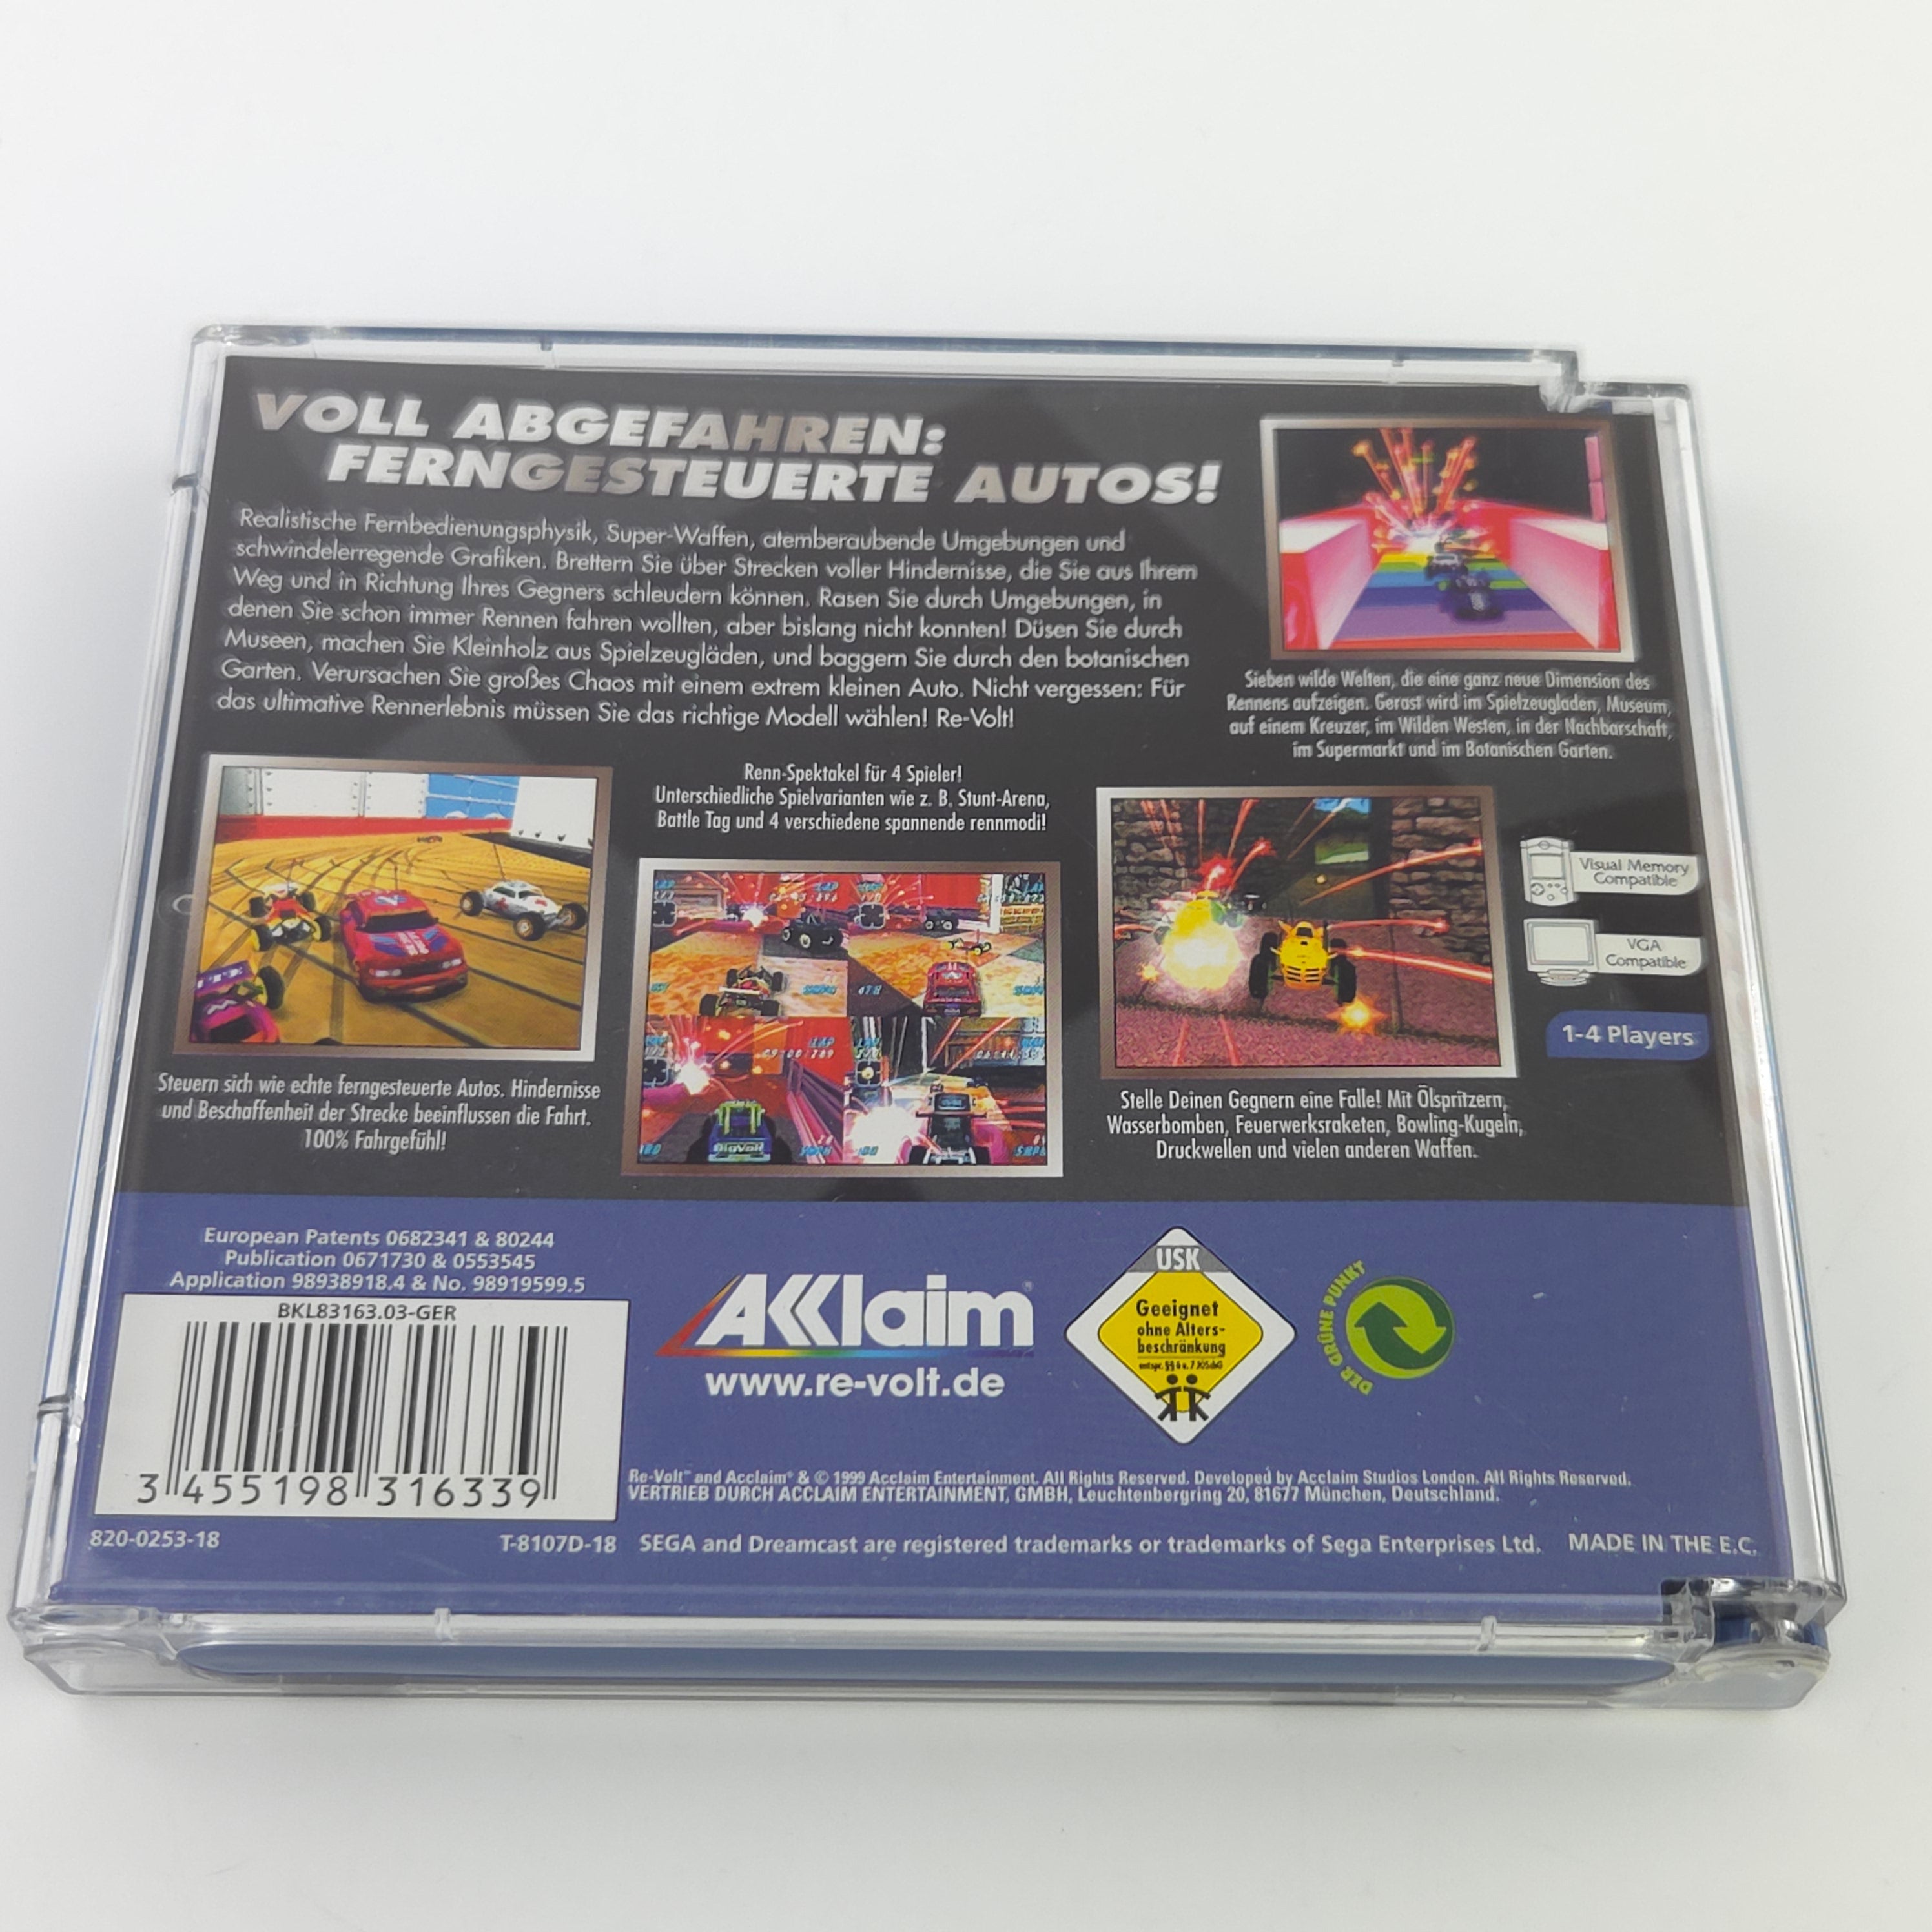 VOLL ABGEFAHREN:
FERNGESTEUERTE AUTOS!
Realistische Fernbedienungsphysik, Super-Waffen, atemberaubende Umgebungen und
schwindelerregende Grafiken. Brettern Sie über Strecken voller Hindernisse, die Sie aus Ihrem
Weg und in Richtung Ihres Gegners schleudern können. Rasen Sie durch Umgebungen, in
denen Sie schon immer Rennen fahren wollten, aber bislang nicht konnten! Düsen Sie durch
Museen, machen Sie Kleinholz aus Spielzeugläden, und baggern Sie durch den botanischen
Garten. Verursachen Sie großes Chaos mit einem extrem kleinen Auto. Nicht vergessen: Für
das ultimative Rennerlebnis müssen Sie das richtige Modell wählen! Re-Volt!
Sieben wilde Welten, die eine ganz neue Dimension des
Rennens aufzeigen. Gerast wird im Spielzeugladen, Museum,
auf einem Kreuzer, im Wilden Westen, in der Nachbarschaft,
im Supermarkt und im Botanischen Garten.
Renn-Spektakel für 4 Spieler!
Unterschiedliche Spielvarianten wie z. B. Stunt-Arena,
Battle Tag und 4 verschiedene spannende rennmodi!
Visual Memory
Compatible
VGA
Compatible
1-4 Players
Steuern sich wie echte ferngesteuerte Autos. Hindernisse
und Beschaffenheit der Strecke beeinflussen die Fahrt.
100% Fahrgefühl!
Stelle Deinen Gegnern eine Falle! Mit Ölspritzern,
Wasserbomben, Feuerwerksraketen, Bowling-Kugeln,
Druckwellen und vielen anderen Waffen.
European Patents 0682341 & 80244
Publication 0671730 & 0553545
Application 98938918.4 & No. 98919599.5
BKL83163.03-GER
3 455198 316339
AKKlaim®
www.re-volt.de
USK
Geeignet
ohne Alters-
beschränkung
DER GRÜNE PUNKT
Re-Volt™ and Acclaim® & © 1999 Acclaim Entertainment. All Rights Reserved. Developed by Acclaim Studios London. All Rights Reserved.
VERTRIEB DURCH ACCLAIM ENTERTAINMENT, GMBH, Leuchtenbergring 20, 81677 München, Deutschland.
820-0253-18
T-8107D-18
SEGA and Dreamcast are registered trademarks or trademarks of Sega Enterprises Ltd.
MADE IN THE E.C.